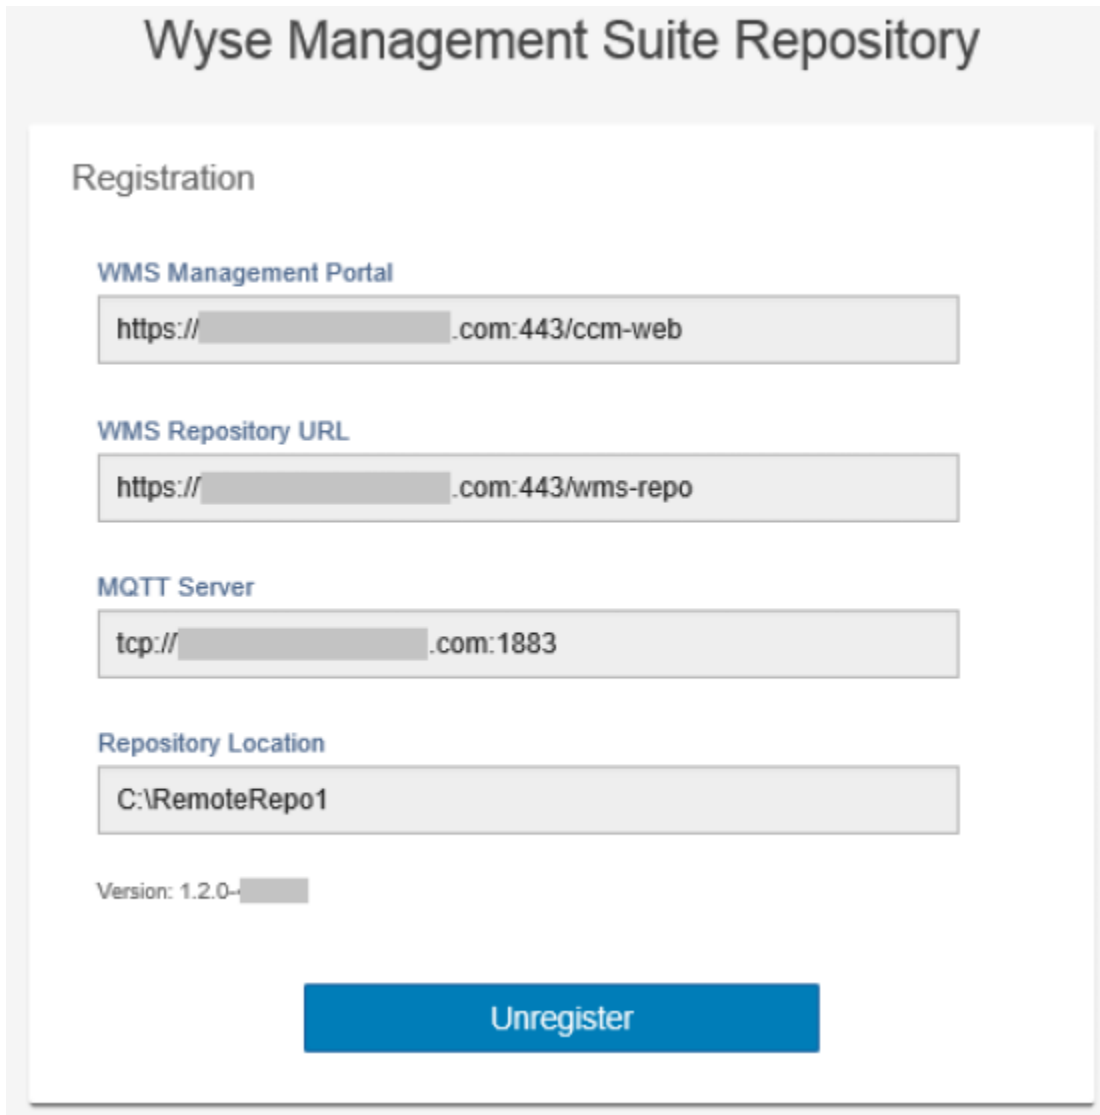 Wyse Management Suite Repository
Registration
WMS Management Portal
https:// .com:443/ccm-web
WMS Repository URL
https:// .com:443/wms-repo
MQTT Server
tcp:// .com:1883
Repository Location
C:\RemoteRepo1
Version: 1.2.0-
Unregister